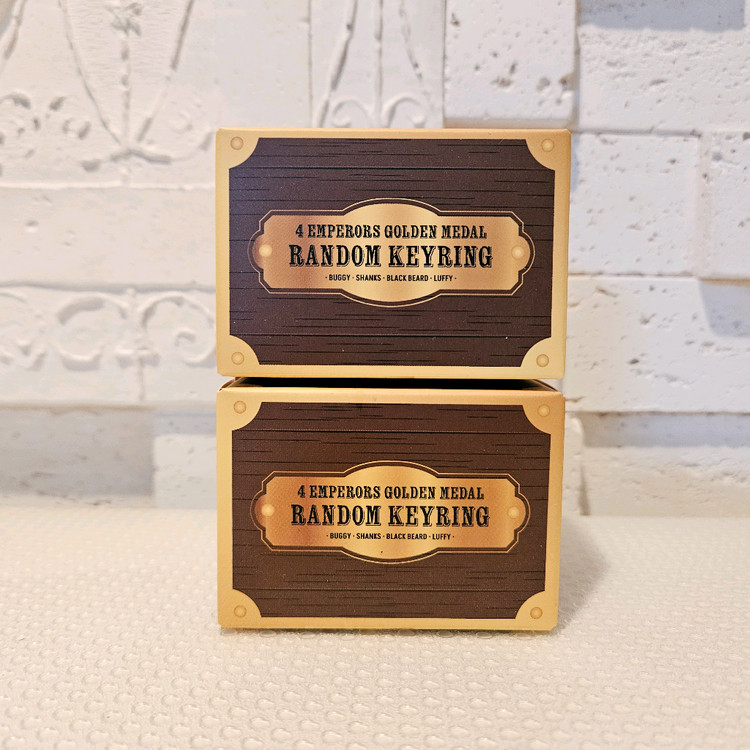 4 EMPERORS GOLDEN MEDAL
RANDOM KEYRING
· BUGGY · SHANKS · BLACK BEARD · LUFFY ·
4 EMPERORS GOLDEN MEDAL
RANDOM KEYRING
· BUGGY · SHANKS · BLACK BEARD · LUFFY ·